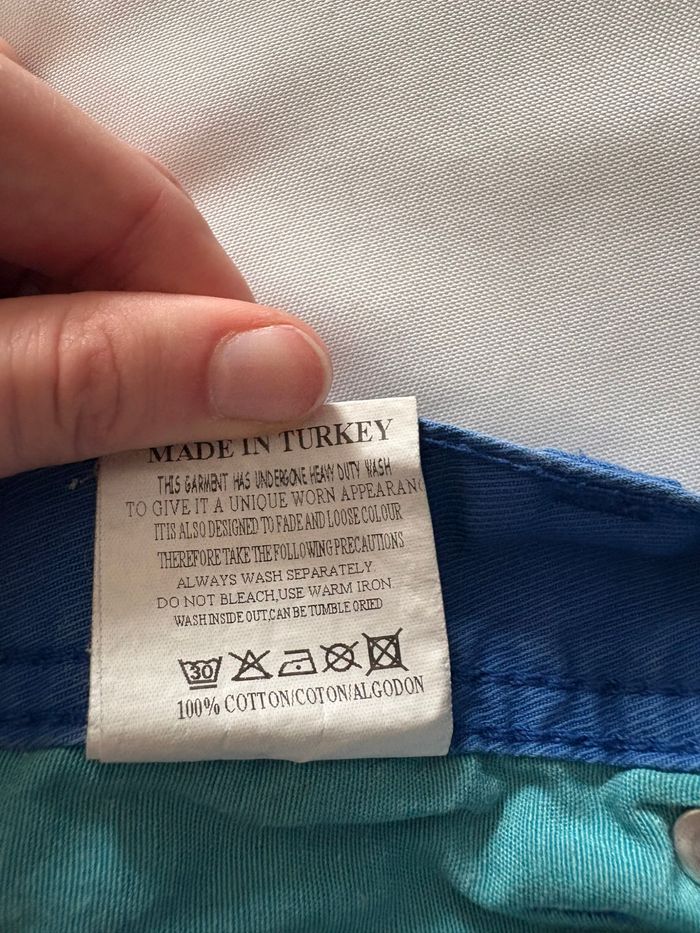 MADE IN TURKEY
THIS GARMENT HAS UNDERGONE HEAVY DUTY WASH
TO GIVE IT A UNIQUE WORN APPEARAN
IT IS ALSO DESIGNED TO FADE AND LOOSE COLOUR
THEREFORE TAKE THE FOLLOWING PRECAUTIONS
ALWAYS WASH SEPARATELY
DO NOT BLEACH,USE WARM IRON
WASH INSIDE OUT,CAN BE TUMBLE ORIED
30
100% COTTON/COTON/ALGODON